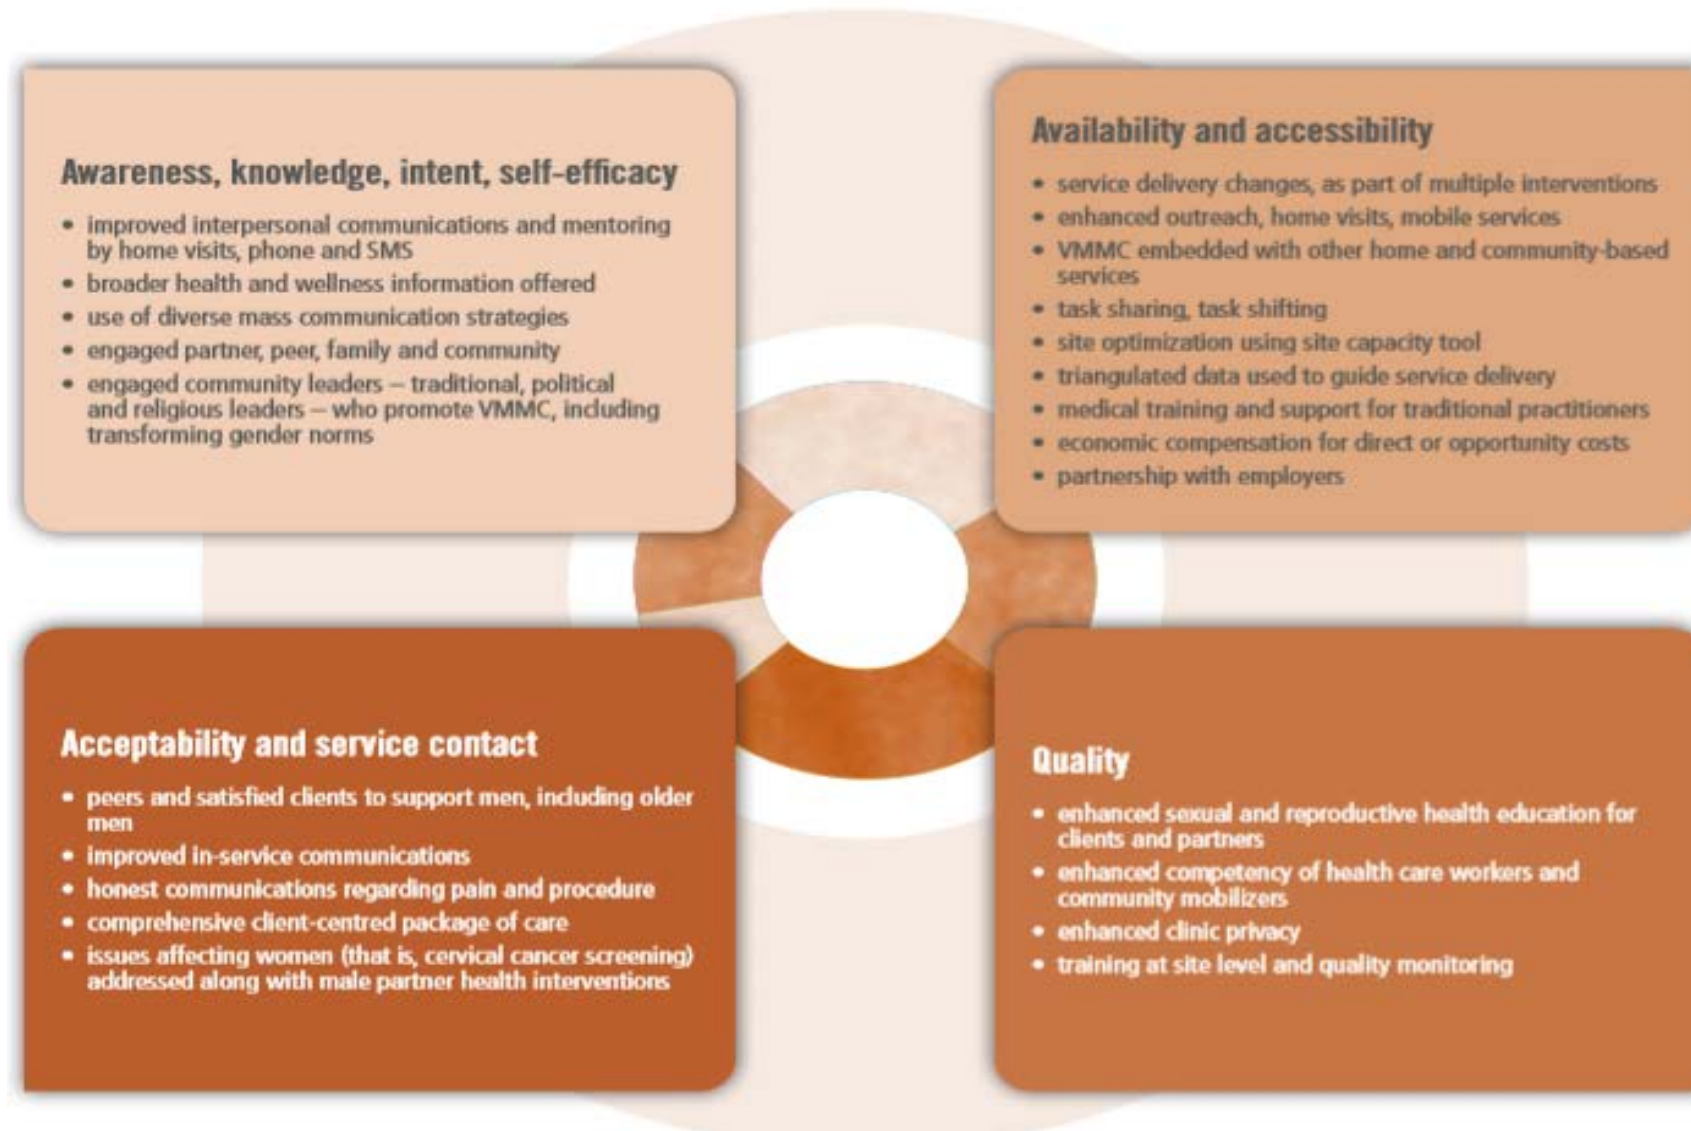 Awareness, knowledge, intent, self-efficacy
• improved interpersonal communications and mentoring
by home visits, phone and SMS
• broader health and wellness information offered
• use of diverse mass communication strategies
• engaged partner, peer, family and community
• engaged community leaders – traditional, political
and religious leaders – who promote VMMC, including
transforming gender norms
Availability and accessibility
• service delivery changes, as part of multiple interventions
• enhanced outreach, home visits, mobile services
• VMMC embedded with other home and community-based
services
• task sharing, task shifting
• site optimization using site capacity tool
• triangulated data used to guide service delivery
• medical training and support for traditional practitioners
• economic compensation for direct or opportunity costs
• partnership with employers
Acceptability and service contact
• peers and satisfied clients to support men, including older
men
• improved in-service communications
• honest communications regarding pain and procedure
• comprehensive client-centred package of care
• issues affecting women (that is, cervical cancer screening)
addressed along with male partner health interventions
Quality
• enhanced sexual and reproductive health education for
clients and partners
• enhanced competency of health care workers and
community mobilizers
• enhanced clinic privacy
• training at site level and quality monitoring